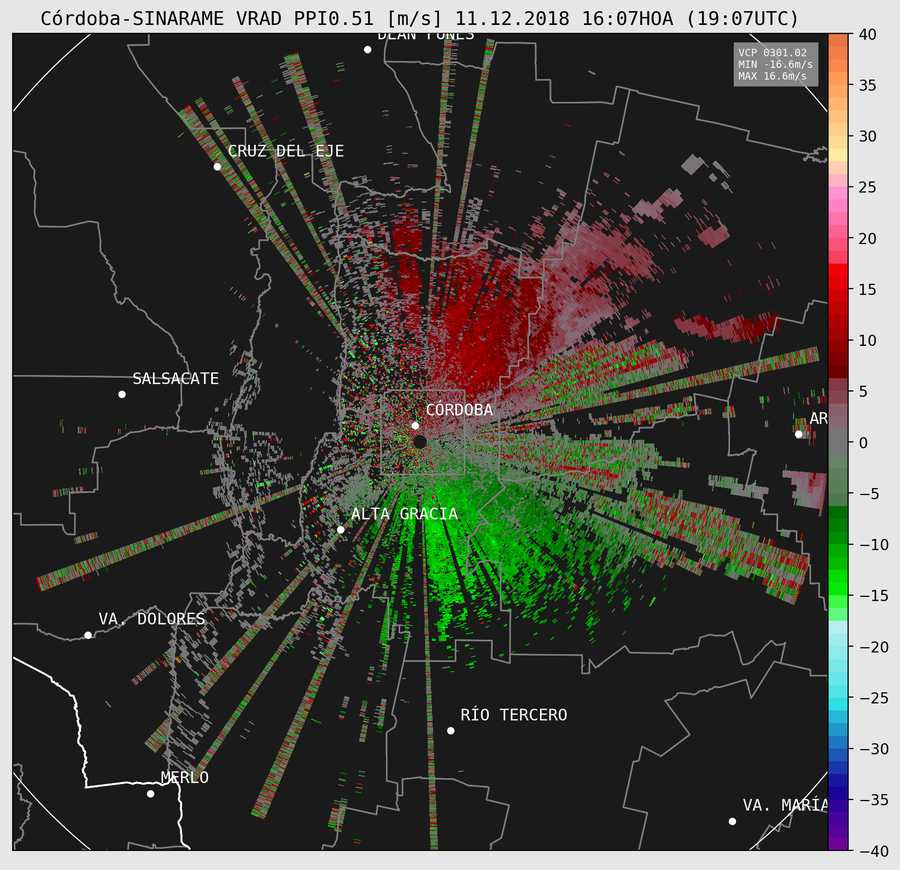 Córdoba-SINARAME VRAD PPI0.51 [m/s] 11.12.2018 16:07HOA (19:07UTC)
DEAN FUNES
VCP 0301.02
MIN -16.6m/s
MAX 16.6m/s
CRUZ DEL EJE
SALSACATE
CÓRDOBA
AR
ALTA GRACIA
VA. DOLORES
RÍO TERCERO
MERLO
VA. MARÍA
40
35
30
25
20
15
10
5
0
−5
−10
−15
−20
−25
−30
−35
−40